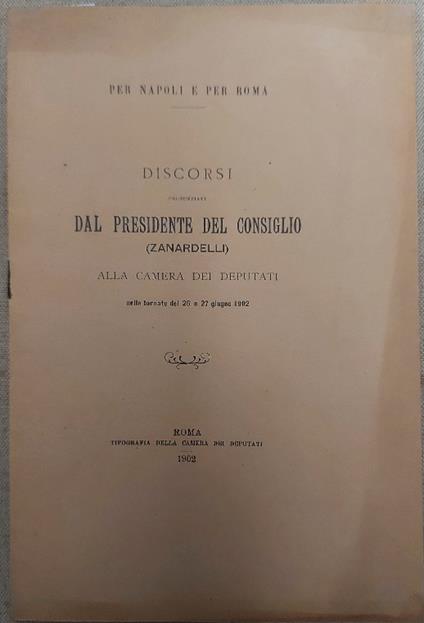 PER NAPOLI E PER ROMA
DISCORSI
PRONUNZIATI
DAL PRESIDENTE DEL CONSIGLIO
(ZANARDELLI)
ALLA CAMERA DEI DEPUTATI
nelle tornate del 26 e 27 giugno 1902
ROMA
TIPOGRAFIA DELLA CAMERA DEI DEPUTATI
1902